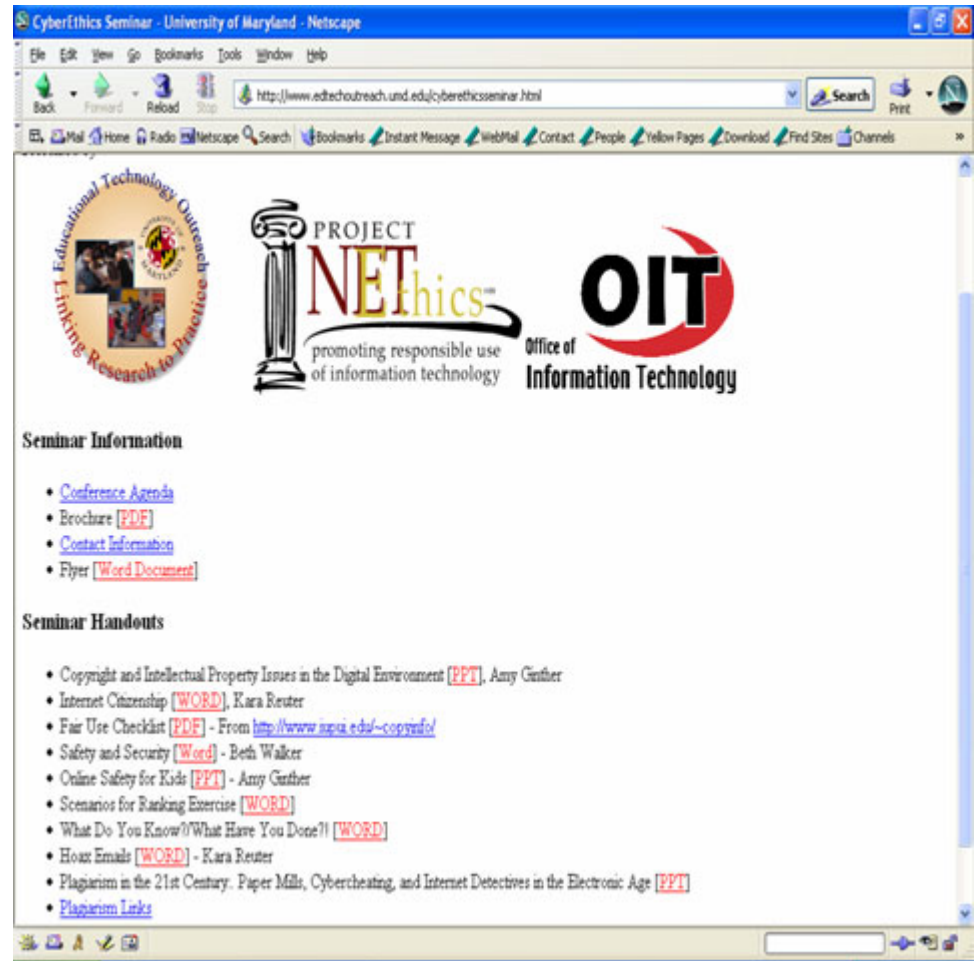 CyberEthics Seminar - University of Maryland - Netscape
File Edit View Go Bookmarks Tools Window Help
Back Forward Reload Stop http://www.edtechoutreach.umd.edu/cyberethicsseminar.html Search Print
Mail Home Radio Netscape Search Bookmarks Instant Message WebMail Contact People Yellow Pages Download Find Sites Channels »
Educational Technology Outreach
UNIVERSITY OF MARYLAND
Linking Research to Practice
PROJECT
NEThics
promoting responsible use
of information technology
OIT
Office of
Information Technology
Seminar Information
• Conference Agenda
• Brochure [PDF]
• Contact Information
• Flyer [Word Document]
Seminar Handouts
• Copyright and Intellectual Property Issues in the Digital Environment [PPT], Amy Ginther
• Internet Citizenship [WORD], Kara Reuter
• Fair Use Checklist [PDF] - From http://www.iupui.edu/~copyinfo/
• Safety and Security [Word] - Beth Walker
• Online Safety for Kids [PPT] - Amy Ginther
• Scenarios for Ranking Exercise [WORD]
• What Do You Know?/What Have You Done?! [WORD]
• Hoax Emails [WORD] - Kara Reuter
• Plagiarism in the 21st Century: Paper Mills, Cybercheating, and Internet Detectives in the Electronic Age [PPT]
• Plagiarism Links